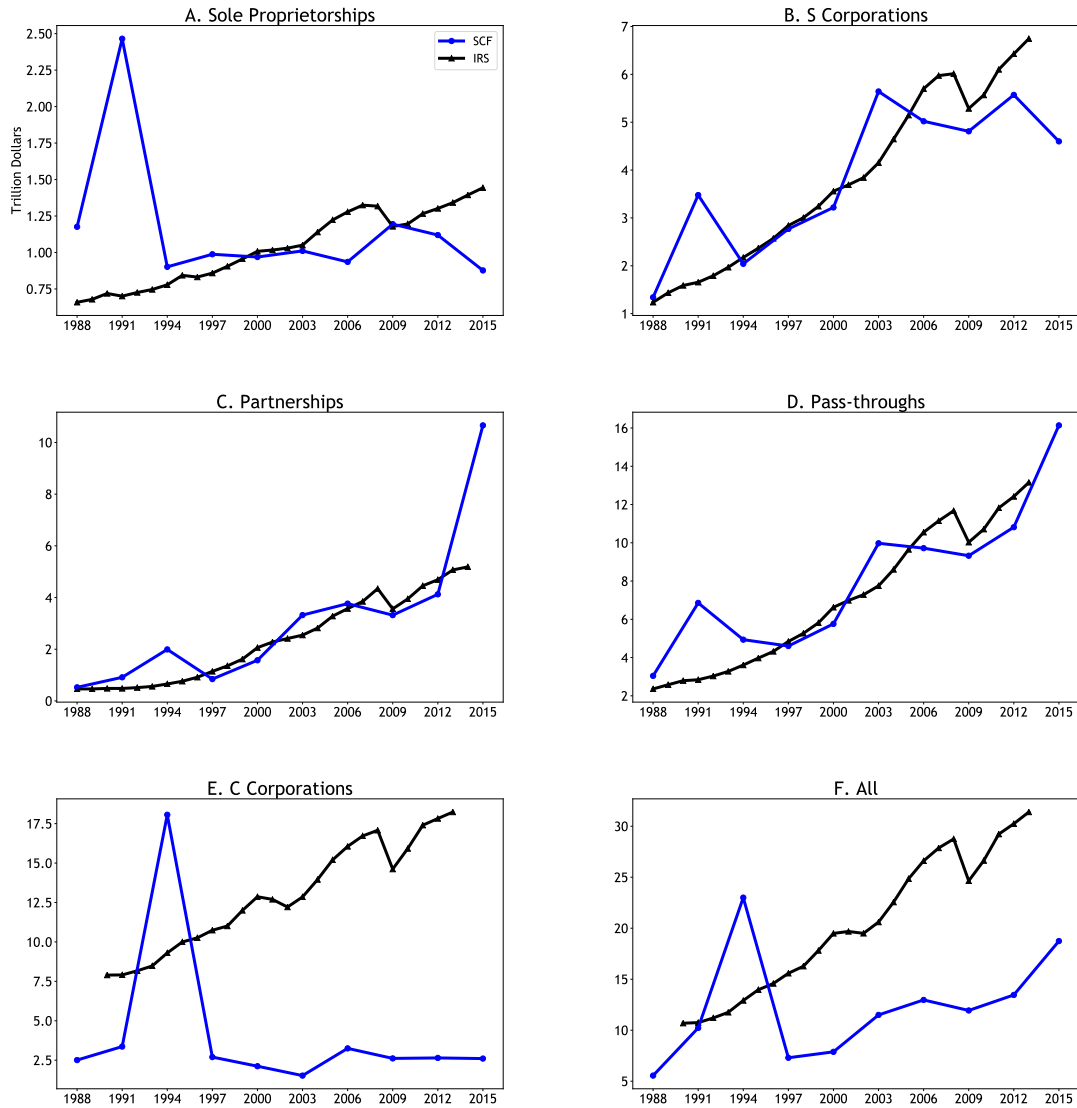 A. Sole Proprietorships
Trillion Dollars
2.50
2.25
2.00
1.75
1.50
1.25
1.00
0.75
SCF
IRS
1988 1991 1994 1997 2000 2003 2006 2009 2012 2015
B. S Corporations
7
6
5
4
3
2
1
1988 1991 1994 1997 2000 2003 2006 2009 2012 2015
C. Partnerships
10
8
6
4
2
0
1988 1991 1994 1997 2000 2003 2006 2009 2012 2015
D. Pass-throughs
16
14
12
10
8
6
4
2
1988 1991 1994 1997 2000 2003 2006 2009 2012 2015
E. C Corporations
17.5
15.0
12.5
10.0
7.5
5.0
2.5
1988 1991 1994 1997 2000 2003 2006 2009 2012 2015
F. All
30
25
20
15
10
5
1988 1991 1994 1997 2000 2003 2006 2009 2012 2015